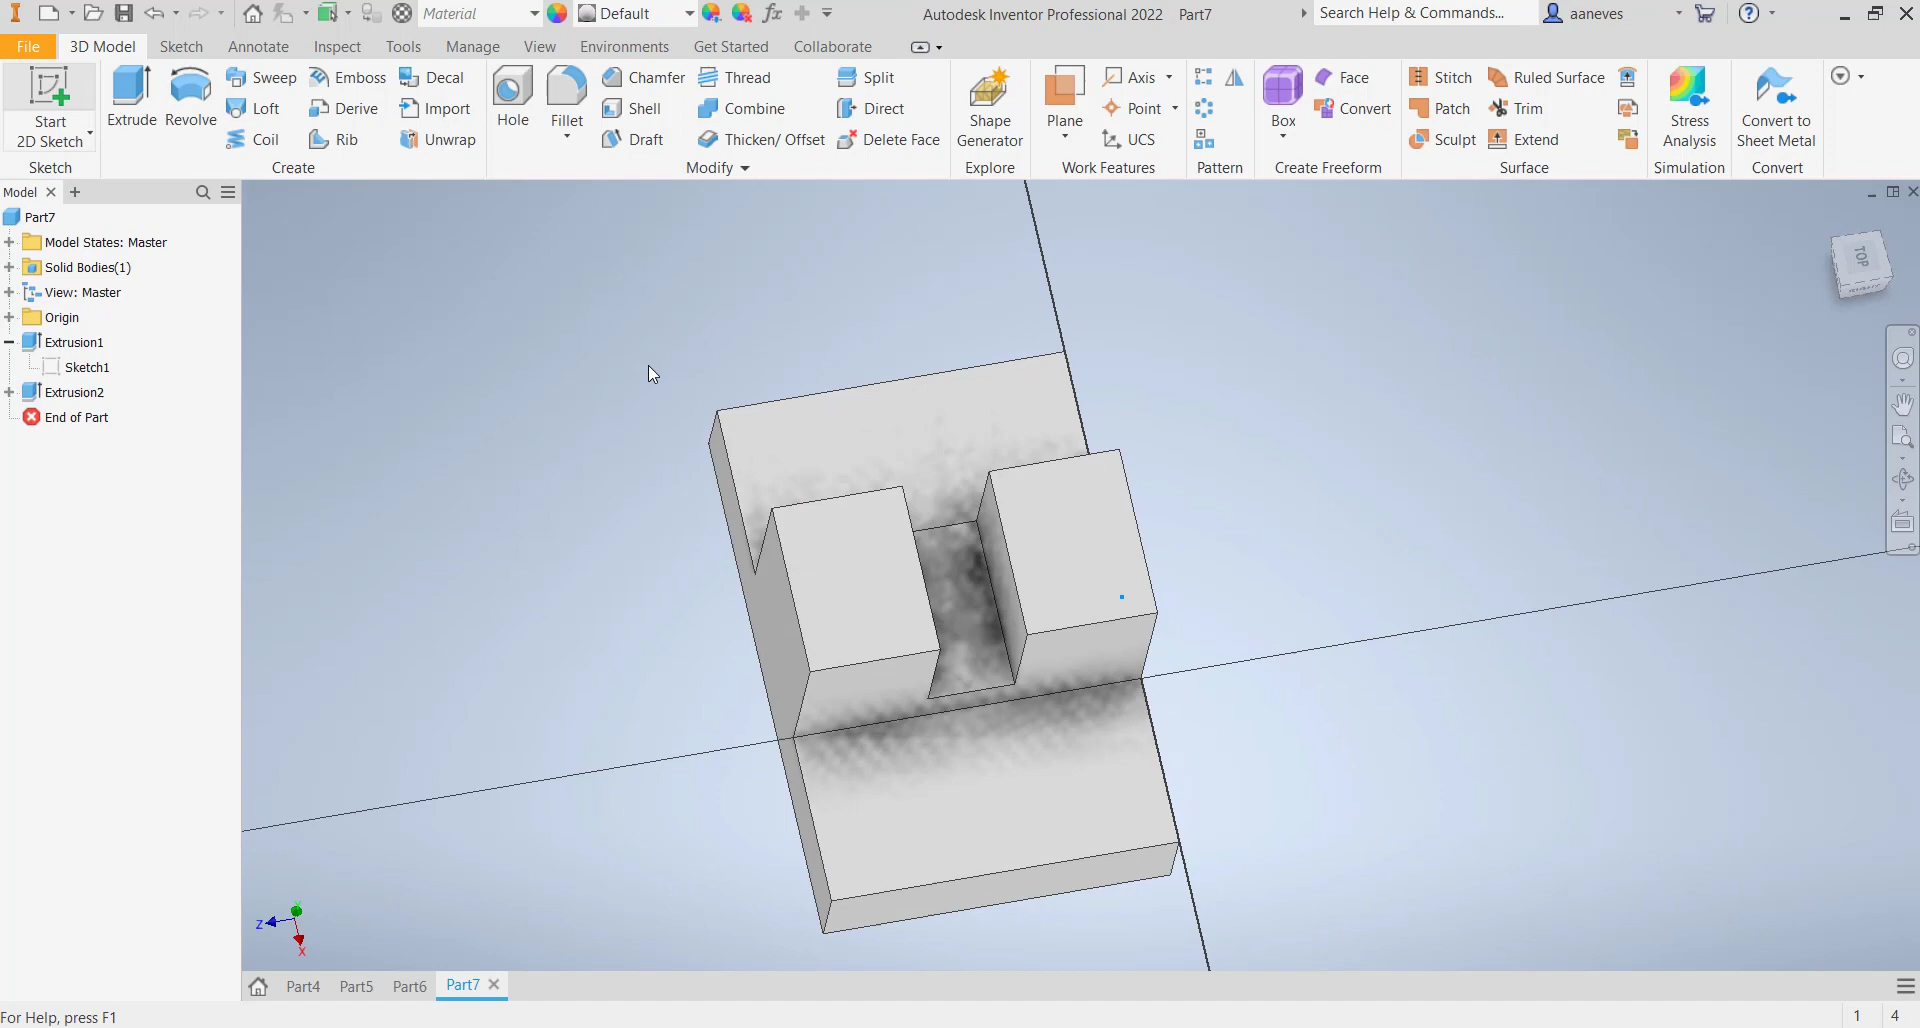 Material
Default
fx
Autodesk Inventor Professional 2022 Part7
Search Help & Commands...
aaneves
File
3D Model
Sketch
Annotate
Inspect
Tools
Manage
View
Environments
Get Started
Collaborate
Start
2D Sketch
Sketch
Extrude
Revolve
Sweep
Loft
Coil
Emboss
Derive
Rib
Decal
Import
Unwrap
Create
Hole
Fillet
Chamfer
Shell
Draft
Thread
Combine
Thicken/ Offset
Split
Direct
Delete Face
Modify
Shape
Generator
Explore
Plane
Axis
Point
UCS
Work Features
Pattern
Box
Face
Convert
Create Freeform
Stitch
Patch
Sculpt
Ruled Surface
Trim
Extend
Surface
Stress
Analysis
Simulation
Convert to
Sheet Metal
Convert
Model
Part7
Model States: Master
Solid Bodies(1)
View: Master
Origin
Extrusion1
Sketch1
Extrusion2
End of Part
TOP
Z
X
Part4
Part5
Part6
Part7
For Help, press F1
1
4